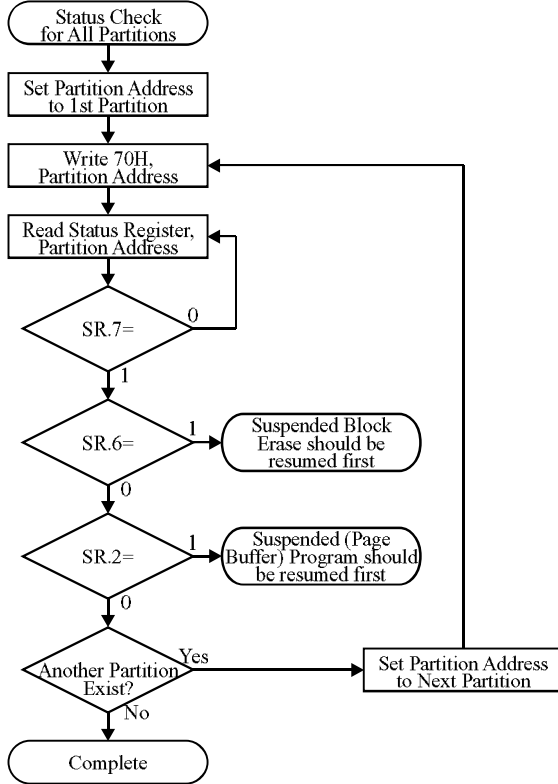 Status Check
for All Partitions
Set Partition Address
to 1st Partition
Write 70H,
Partition Address
Read Status Register,
Partition Address
0
SR.7=
1
SR.6=
1
Suspended Block
Erase should be
resumed first
0
SR.2=
1
Suspended (Page
Buffer) Program should
be resumed first
0
Another Partition
Exist?
Yes
Set Partition Address
to Next Partition
No
Complete